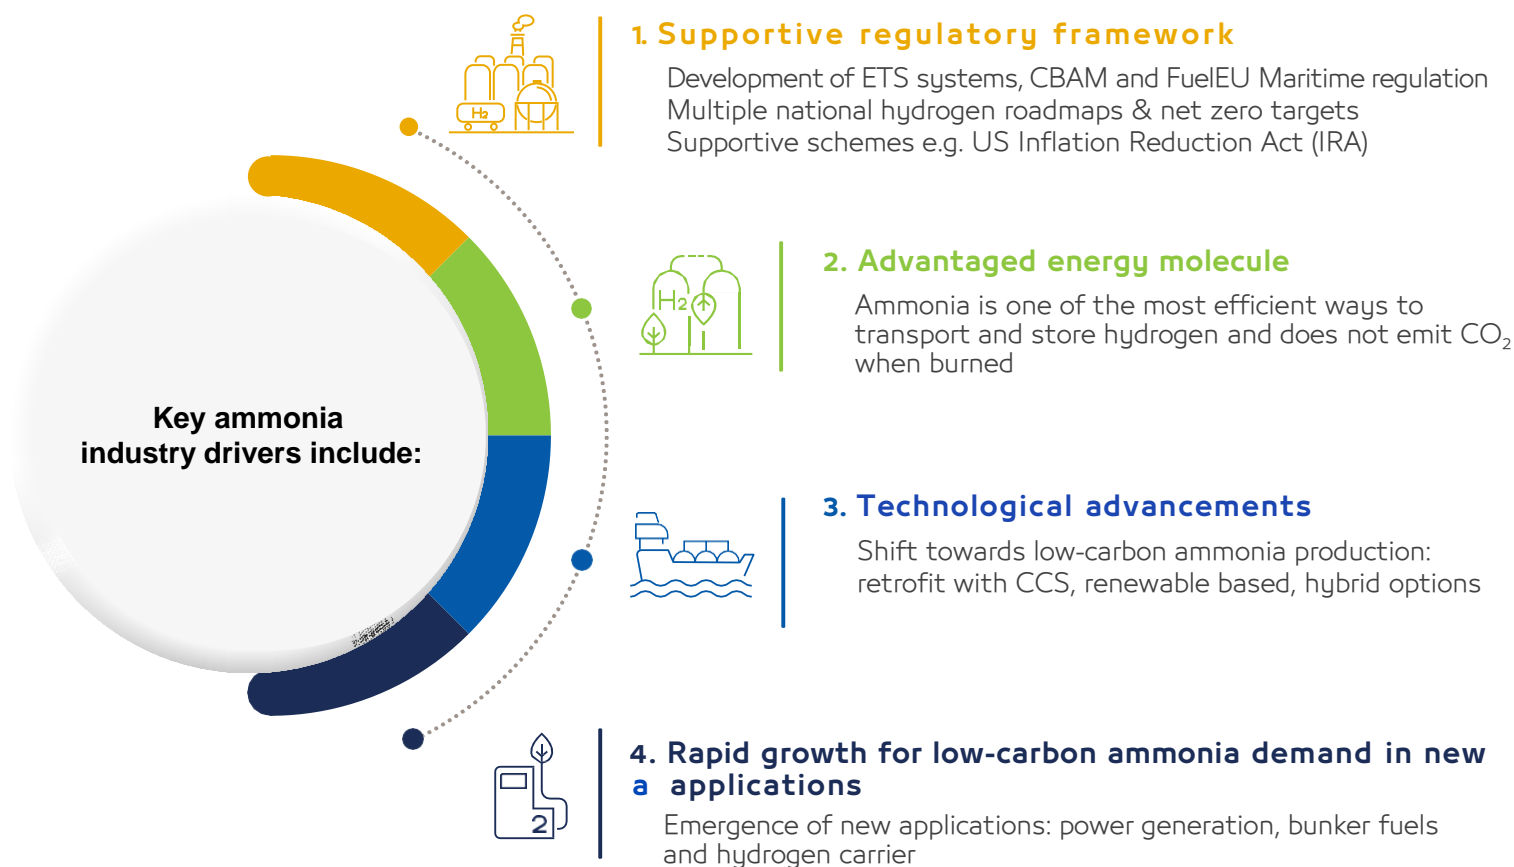 Key ammonia
industry drivers include:
H2
1. Supportive regulatory framework
Development of ETS systems, CBAM and FuelEU Maritime regulation
Multiple national hydrogen roadmaps & net zero targets
Supportive schemes e.g. US Inflation Reduction Act (IRA)
H2
2. Advantaged energy molecule
Ammonia is one of the most efficient ways to
transport and store hydrogen and does not emit CO₂
when burned
3. Technological advancements
Shift towards low-carbon ammonia production:
retrofit with CCS, renewable based, hybrid options
2
4. Rapid growth for low-carbon ammonia demand in new
a applications
Emergence of new applications: power generation, bunker fuels
and hydrogen carrier